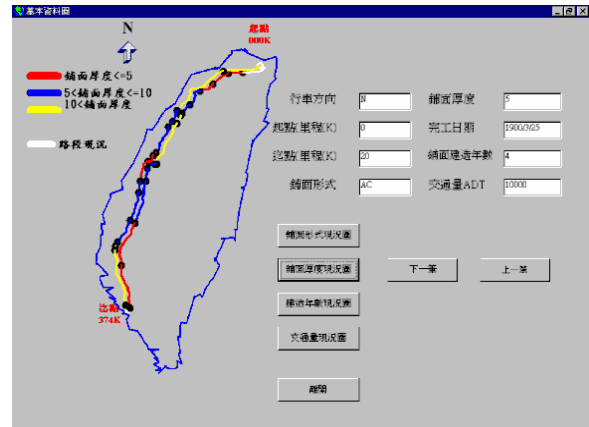 基本資料圖
N
起點
000K
鋪面厚度<=5
5<鋪面厚度<=10
10<鋪面厚度
路段現況
行車方向 N 鋪面厚度 5
起點(里程(K) 0 完工日期 1900/3/25
迄點(里程(K) 20 鋪面建造年數 4
鋪面形式 AC 交通量ADT 10000
鋪面形式現況圖
鋪面厚度現況圖 下一筆 上一筆
建造年數現況圖
交通量現況圖
迄點
374K
離開